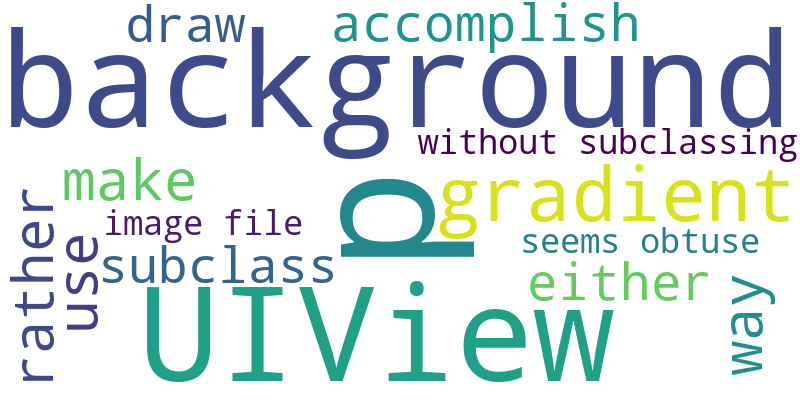 draw
accomplish
background
without subclassing
make
p
gradient
rather
use
image file
subclass
seems obtuse
either
way
UIView